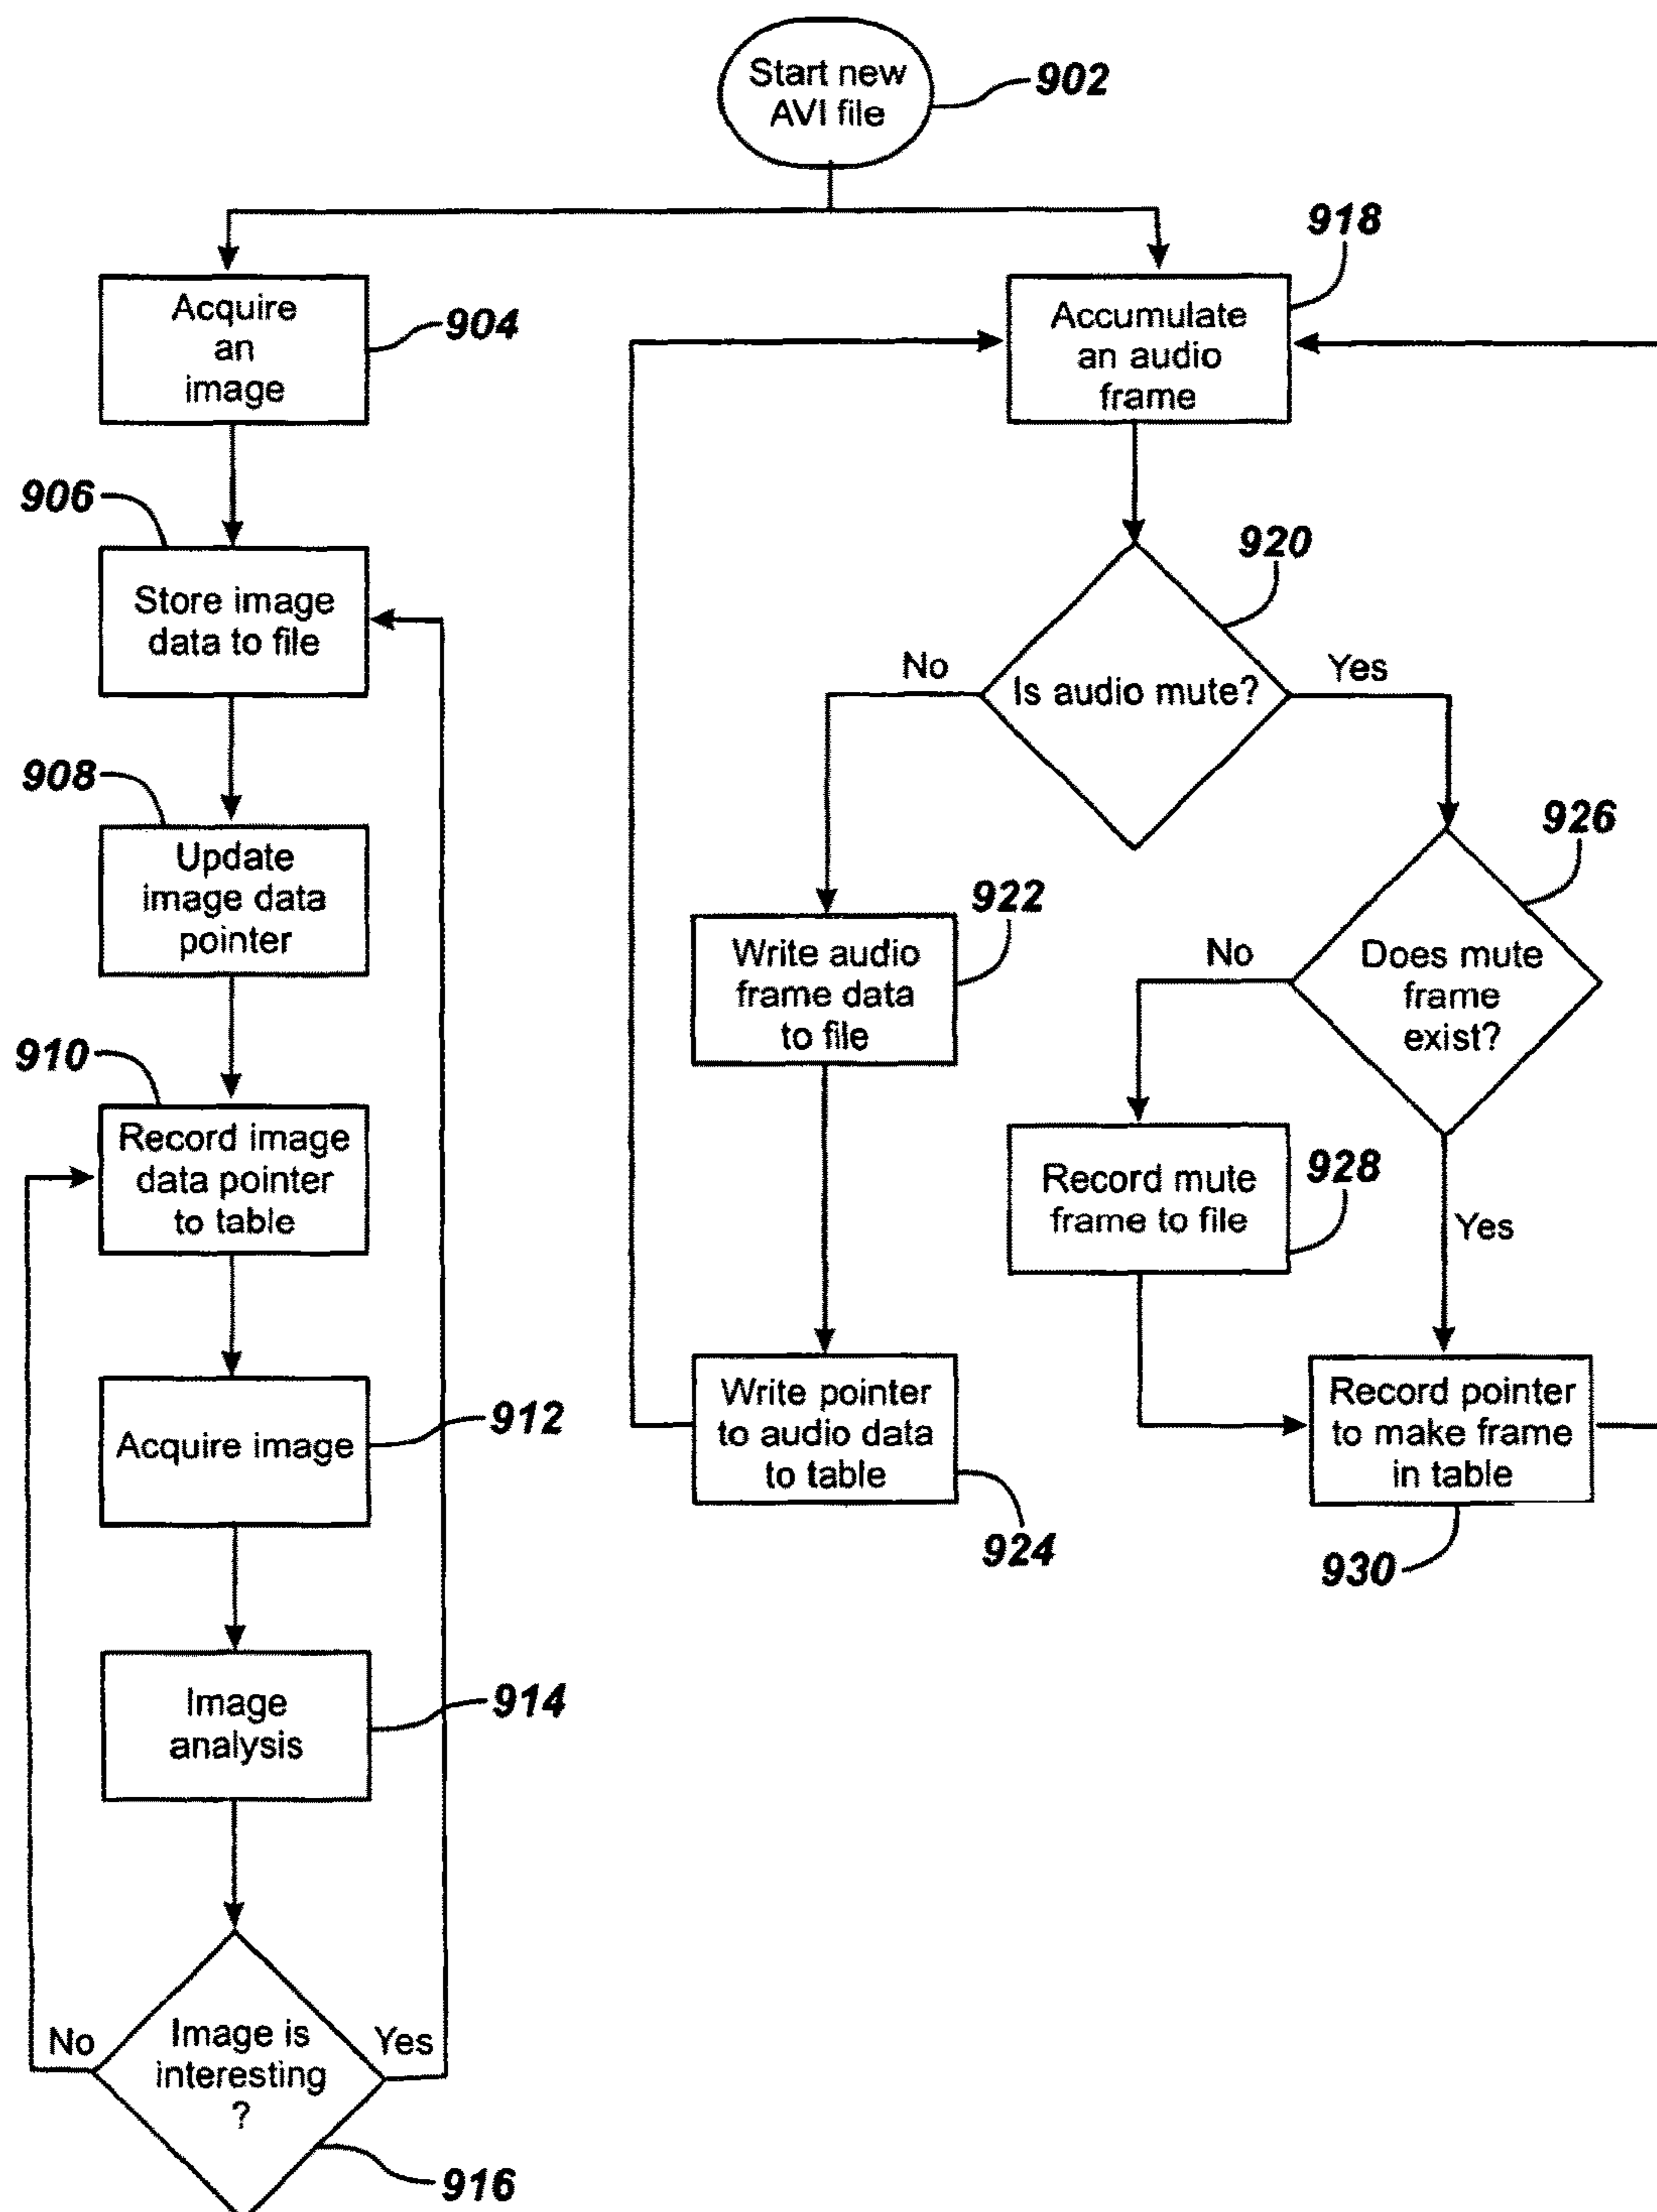 Start new
AVI file
902
Acquire
an
image
904
906
Store image
data to file
908
Update
image data
pointer
910
Record image
data pointer
to table
Acquire image
912
Image
analysis
914
No
Image is
interesting
?
Yes
916
918
Accumulate
an audio
frame
920
No
Is audio mute?
Yes
922
Write audio
frame data
to file
Write pointer
to audio data
to table
924
926
No
Does mute
frame
exist?
Yes
928
Record mute
frame to file
Record pointer
to make frame
in table
930